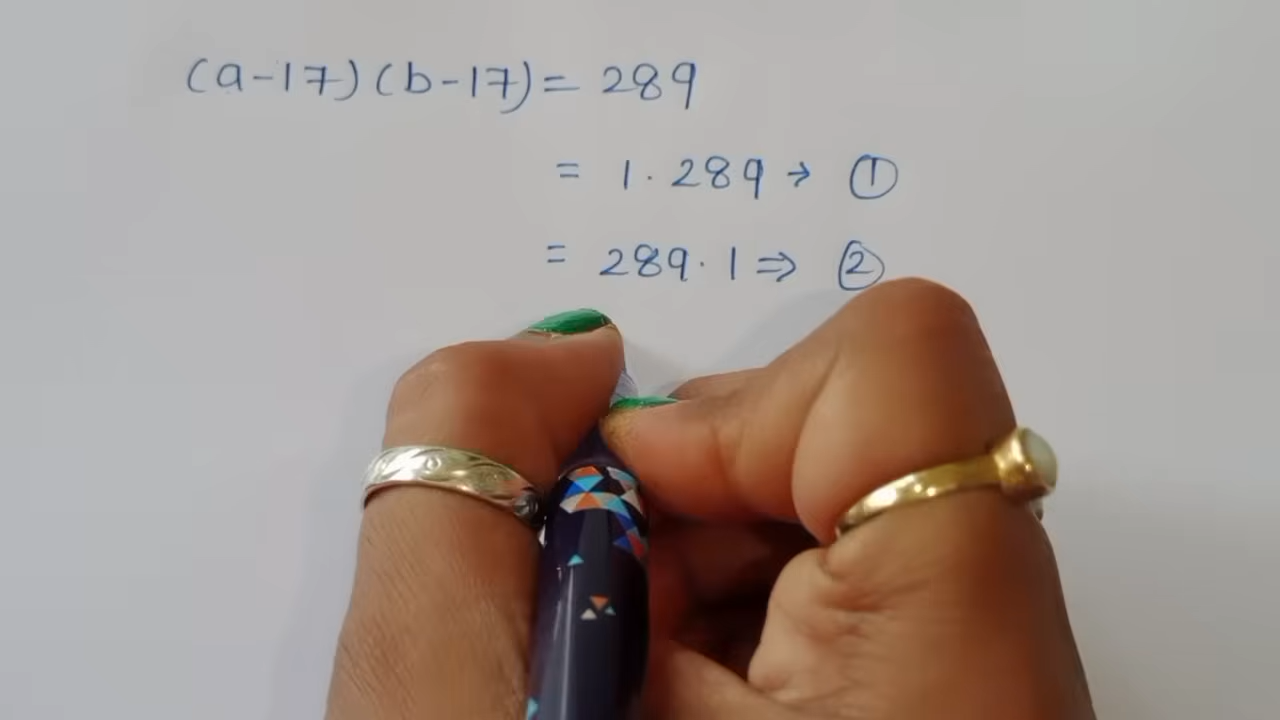 (a-17)(b-17)= 289
= 1.289 → ①
= 289.1 ⇒ ②